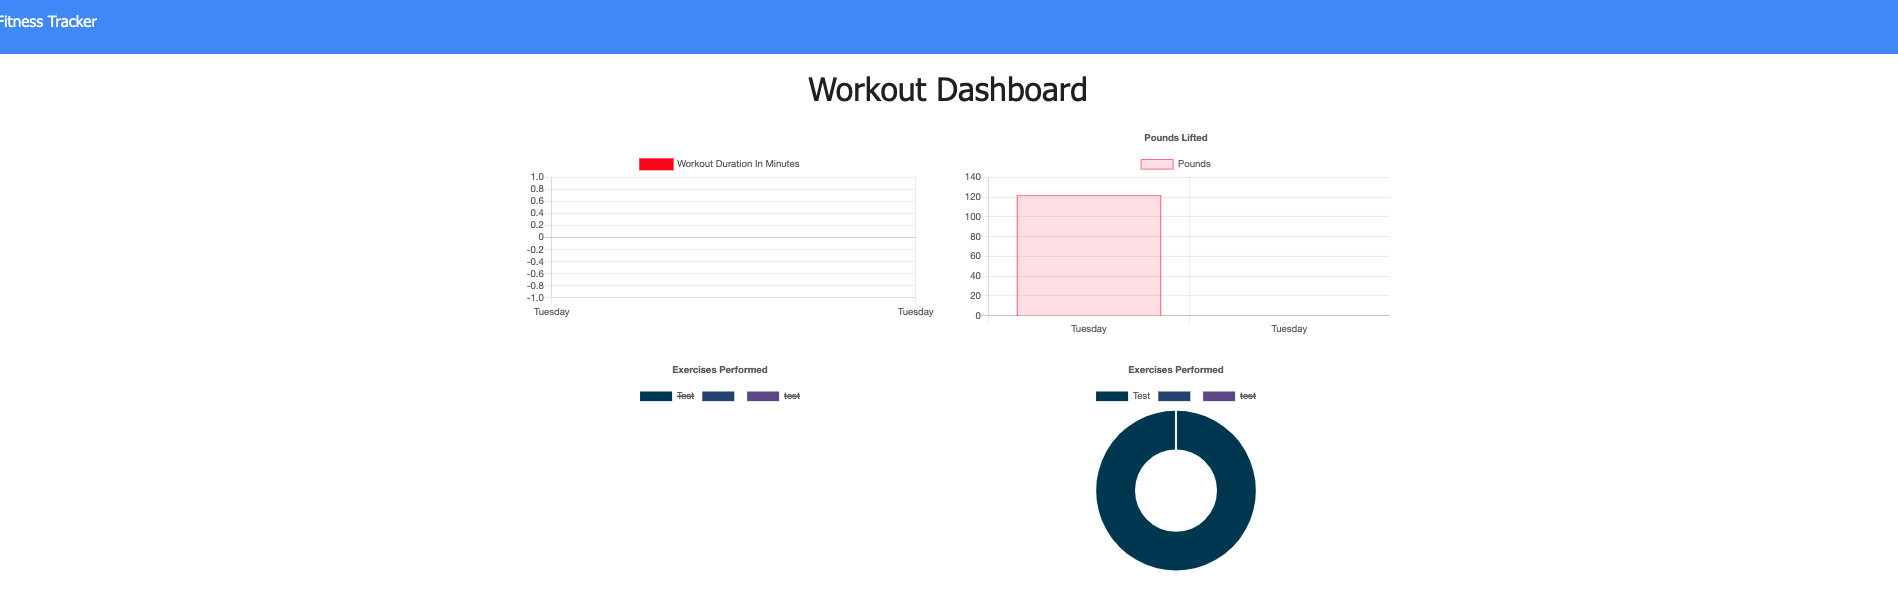 Fitness Tracker
Workout Dashboard
Workout Duration In Minutes
1.0
0.8
0.6
0.4
0.2
0
-0.2
-0.4
-0.6
-0.8
-1.0
Tuesday Tuesday
Pounds Lifted
Pounds
140
120
100
80
60
40
20
0
Tuesday Tuesday
Exercises Performed
Test test
Exercises Performed
Test test